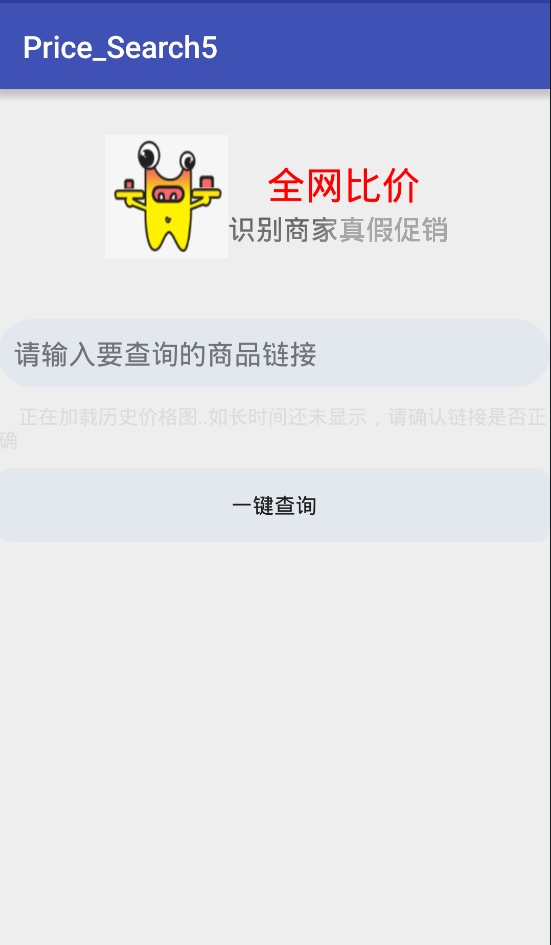 Price_Search5
全网比价
识别商家真假促销
请输入要查询的商品链接
正在加载历史价格图..如长时间还未显示，请确认链接是否正
确
一键查询